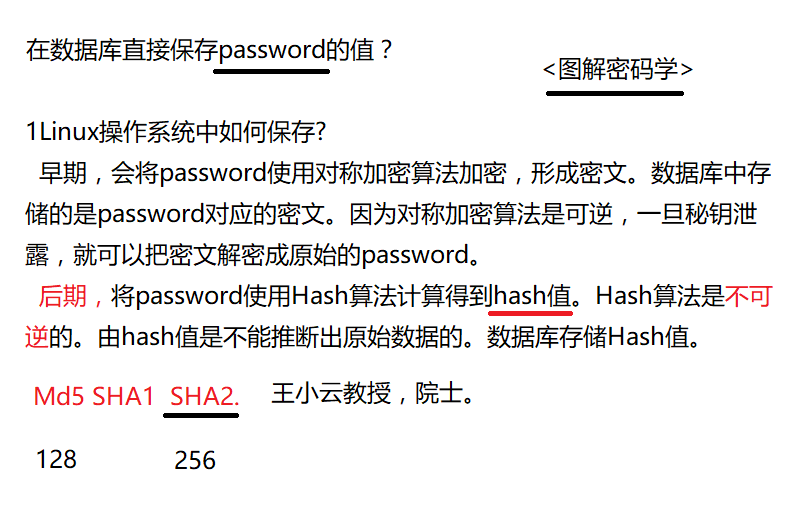 在数据库直接保存password的值？
<图解密码学>
1Linux操作系统中如何保存?
早期，会将password使用对称加密算法加密，形成密文。数据库中存
储的是password对应的密文。因为对称加密算法是可逆，一旦秘钥泄
露，就可以把密文解密成原始的password。
后期，将password使用Hash算法计算得到hash值。Hash算法是不可
逆的。由hash值是不能推断出原始数据的。数据库存储Hash值。
Md5 SHA1 SHA2. 王小云教授，院士。
128 256